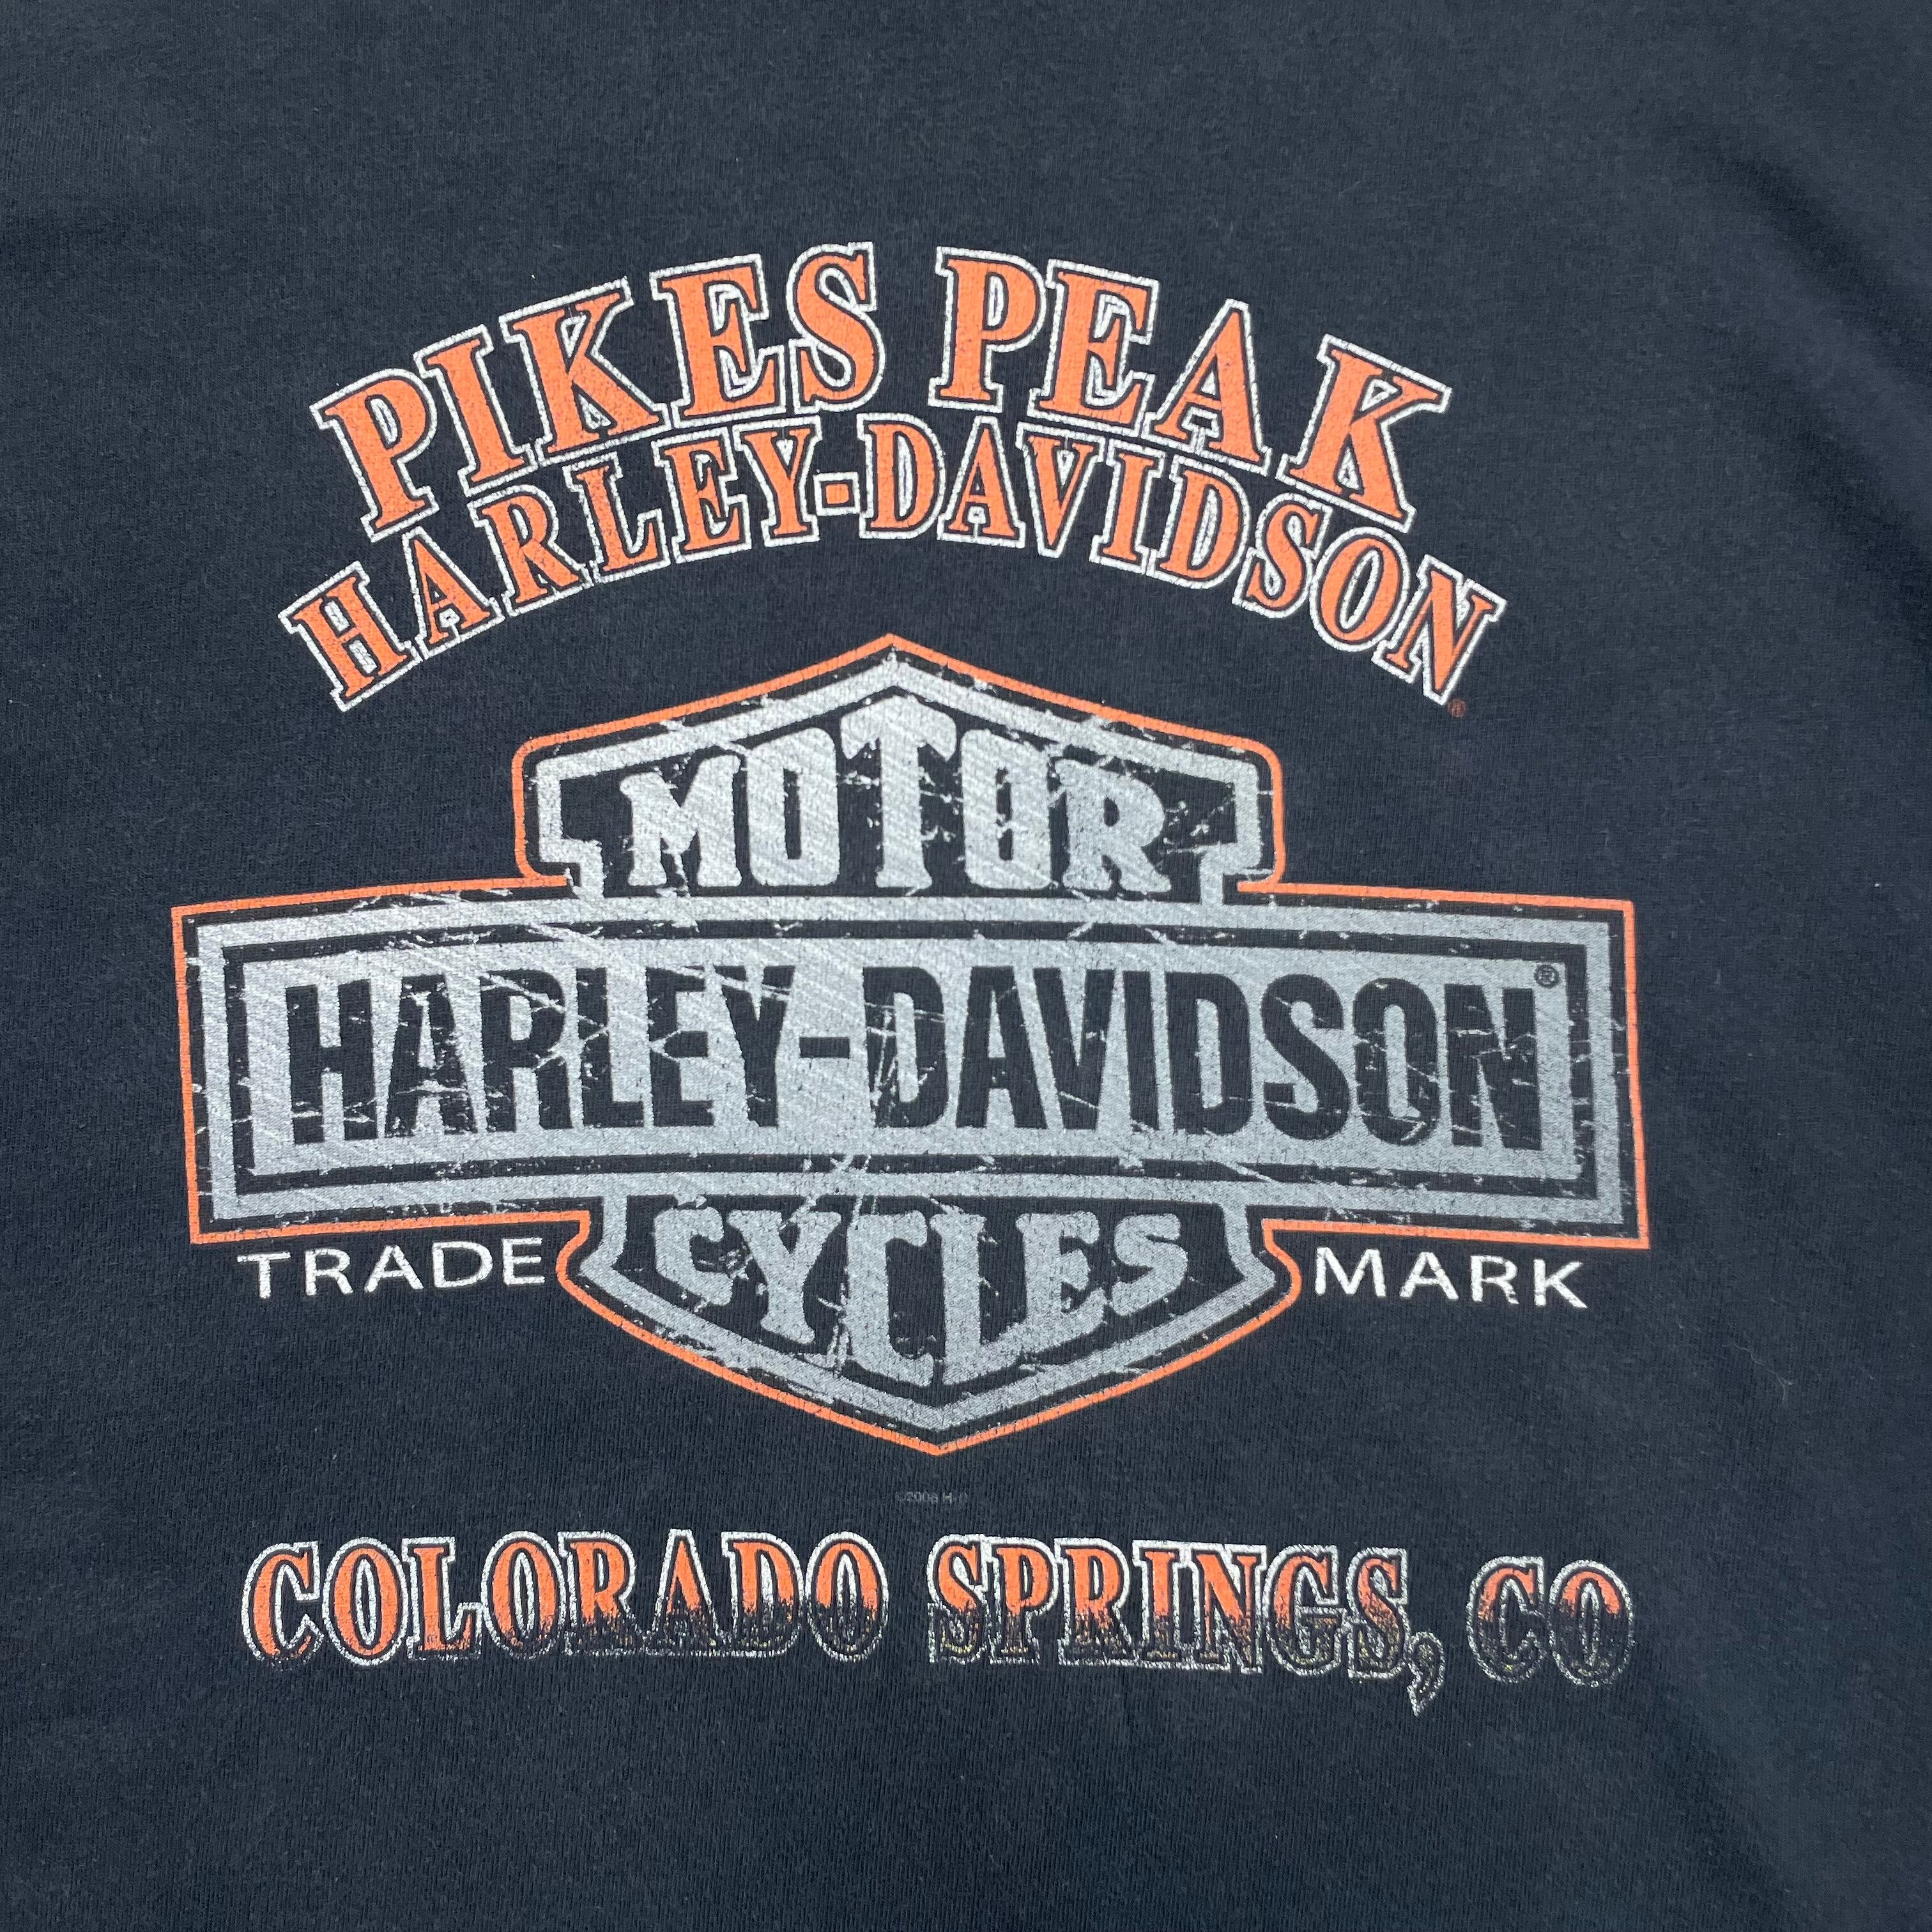 PIKES PEAK
HARLEY-DAVIDSON®
MOTOR
HARLEY-DAVIDSON®
CYCLES
TRADE MARK
COLORADO SPRINGS, CO